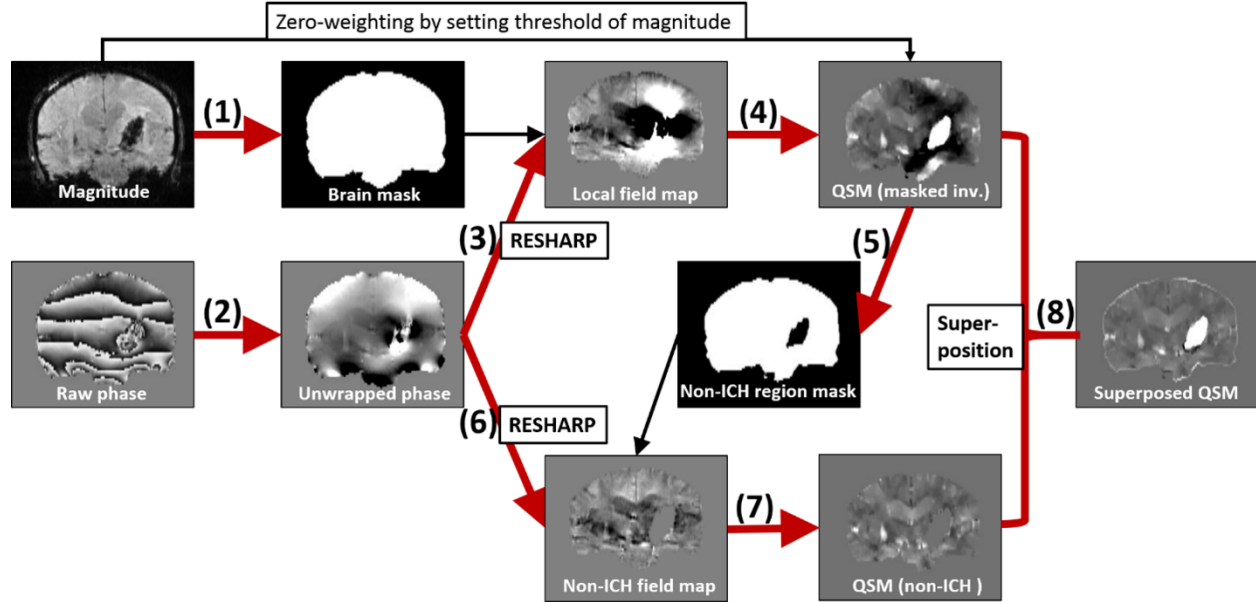 Zero-weighting by setting threshold of magnitude
(1)
(4)
Magnitude
Brain mask
Local field map
QSM (masked inv.)
(3)
RESHARP
(5)
(2)
Super-
position
(8)
Raw phase
Unwrapped phase
Non-ICH region mask
Superposed QSM
(6)
RESHARP
(7)
Non-ICH field map
QSM (non-ICH )